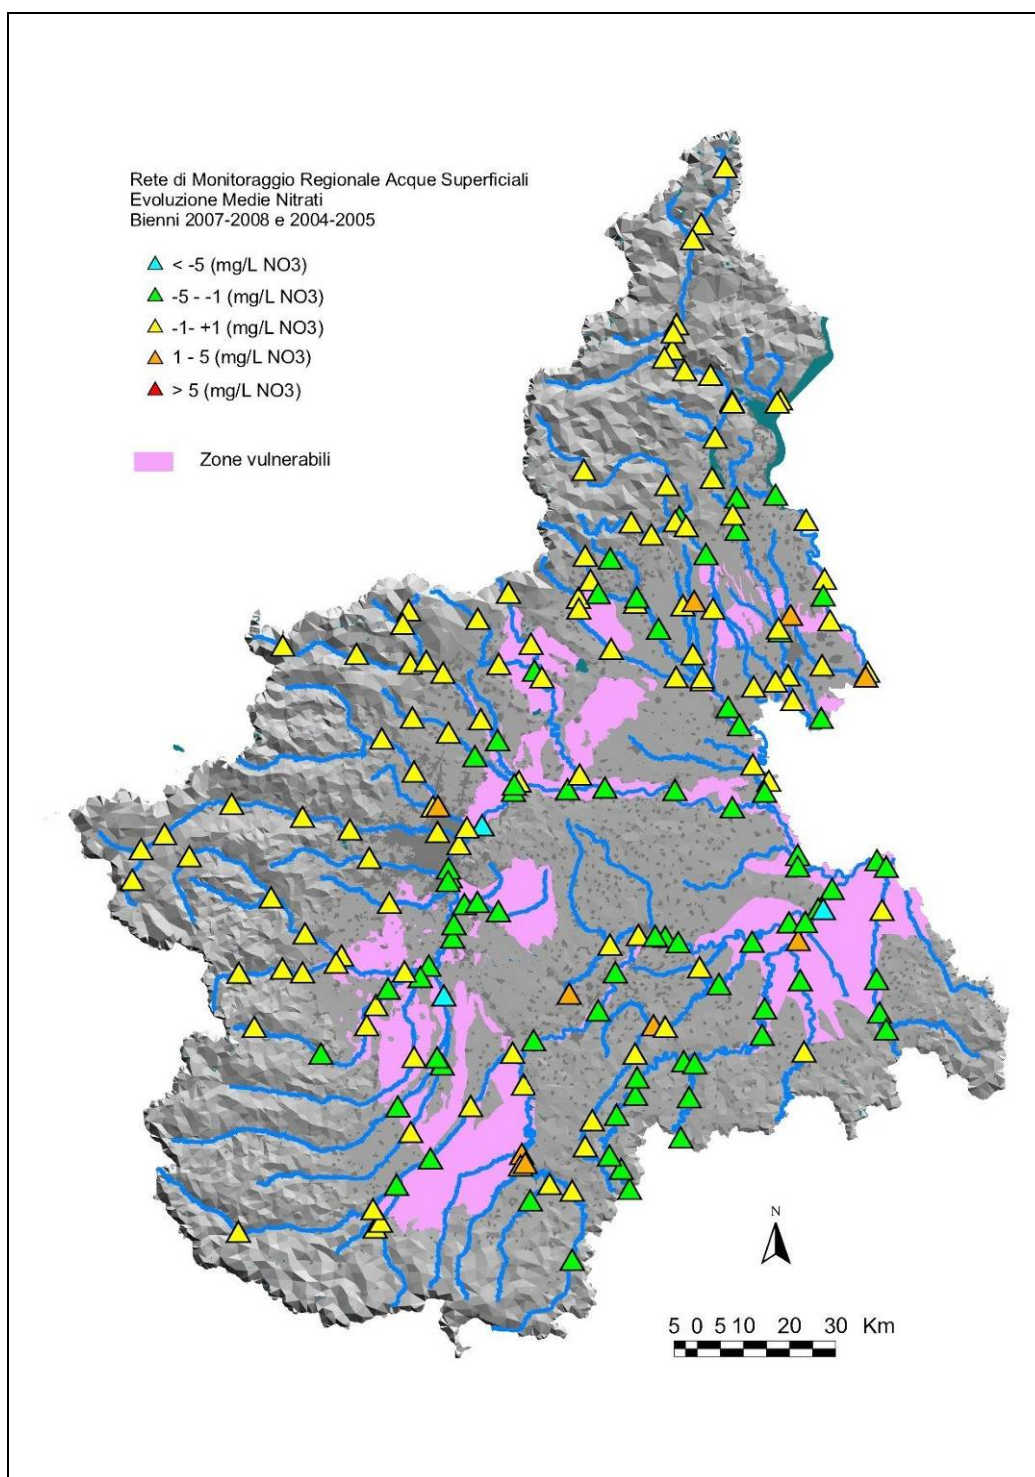 Rete di Monitoraggio Regionale Acque Superficiali
Evoluzione Medie Nitrati
Bienni 2007-2008 e 2004-2005
< -5 (mg/L NO3)
-5 - -1 (mg/L NO3)
-1- +1 (mg/L NO3)
1 - 5 (mg/L NO3)
> 5 (mg/L NO3)
Zone vulnerabili
N
5 0 5 10 20 30 Km